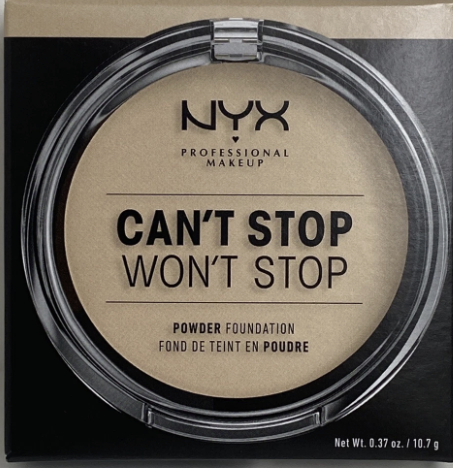 NYX
PROFESSIONAL
MAKEUP
CAN'T STOP
WON'T STOP
POWDER FOUNDATION
FOND DE TEINT EN POUDRE
Net Wt. 0.37 oz. / 10.7 g